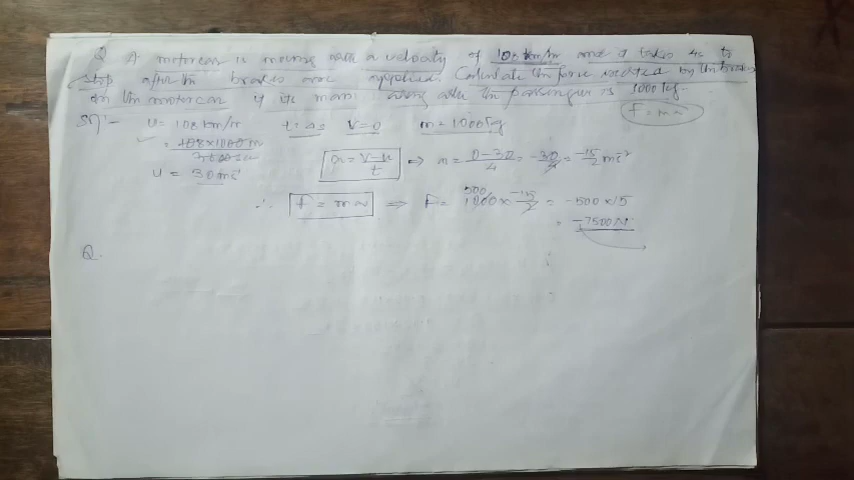 Q A motorcar is moving with a velocity of 108 km/hr and it takes 4s to
stop after the brakes are applied. Calculate the force exerted by the brakes
on the motorcar if its mass along with the passengers is 1000 kg.
F = ma
Solⁿ:- u = 108 km/hr t = 4s v = 0 m = 1000 kg
= 108×1000 m
3600 sec
u = 30 ms⁻¹
a = v-u/t ⇒ a = 0-30/4 = -30/4 = -15/2 ms⁻²
∴ F = ma ⇒ F = 500 1000 × -15/2 = -500×15
= -7500 N
Q.